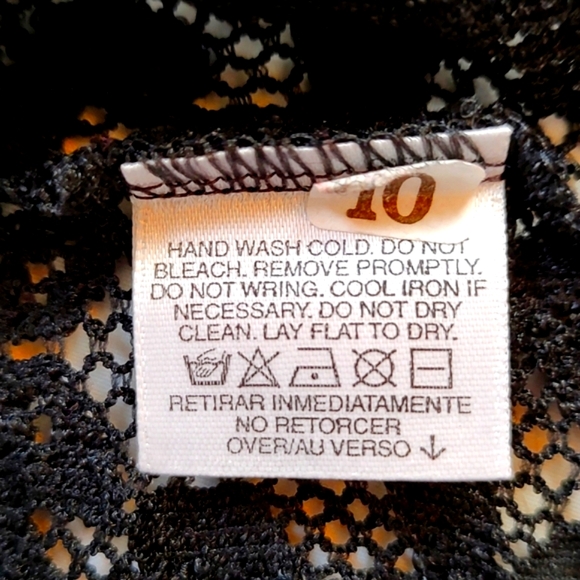 10
HAND WASH COLD. DO NOT
BLEACH. REMOVE PROMPTLY.
DO NOT WRING. COOL IRON IF
NECESSARY. DO NOT DRY
CLEAN. LAY FLAT TO DRY.
RETIRAR INMEDIATAMENTE
NO RETORCER
OVER/AU VERSO ↓